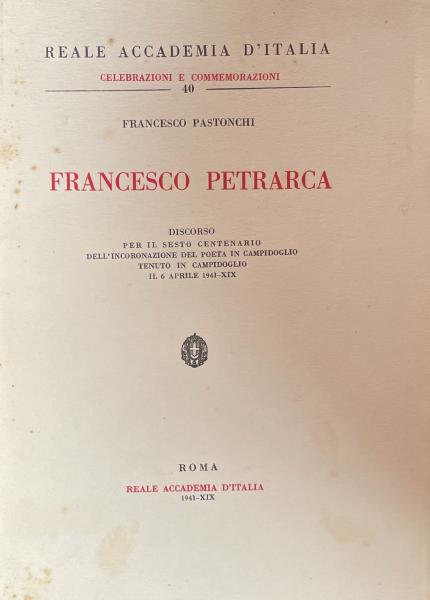 REALE ACCADEMIA D'ITALIA
CELEBRAZIONI E COMMEMORAZIONI
40
FRANCESCO PASTONCHI
FRANCESCO PETRARCA
DISCORSO
PER IL SESTO CENTENARIO
DELL'INCORONAZIONE DEL POETA IN CAMPIDOGLIO
TENUTO IN CAMPIDOGLIO
IL 6 APRILE 1941-XIX
ROMA
REALE ACCADEMIA D'ITALIA
1941-XIX